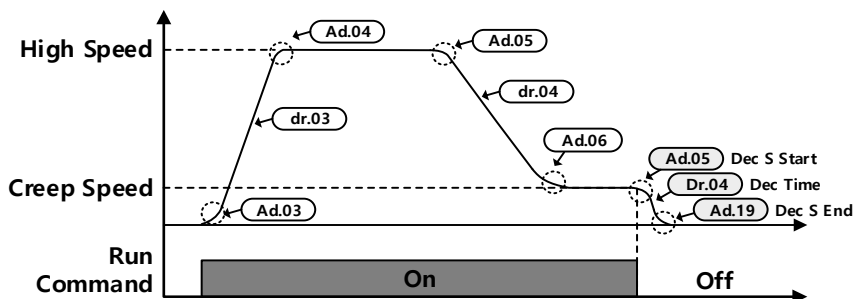 High Speed
Ad.04
Ad.05
dr.03
dr.04
Ad.06
Ad.05 Dec S Start
Creep Speed
Dr.04 Dec Time
Ad.03
Ad.19 Dec S End
Run
Command
On
Off